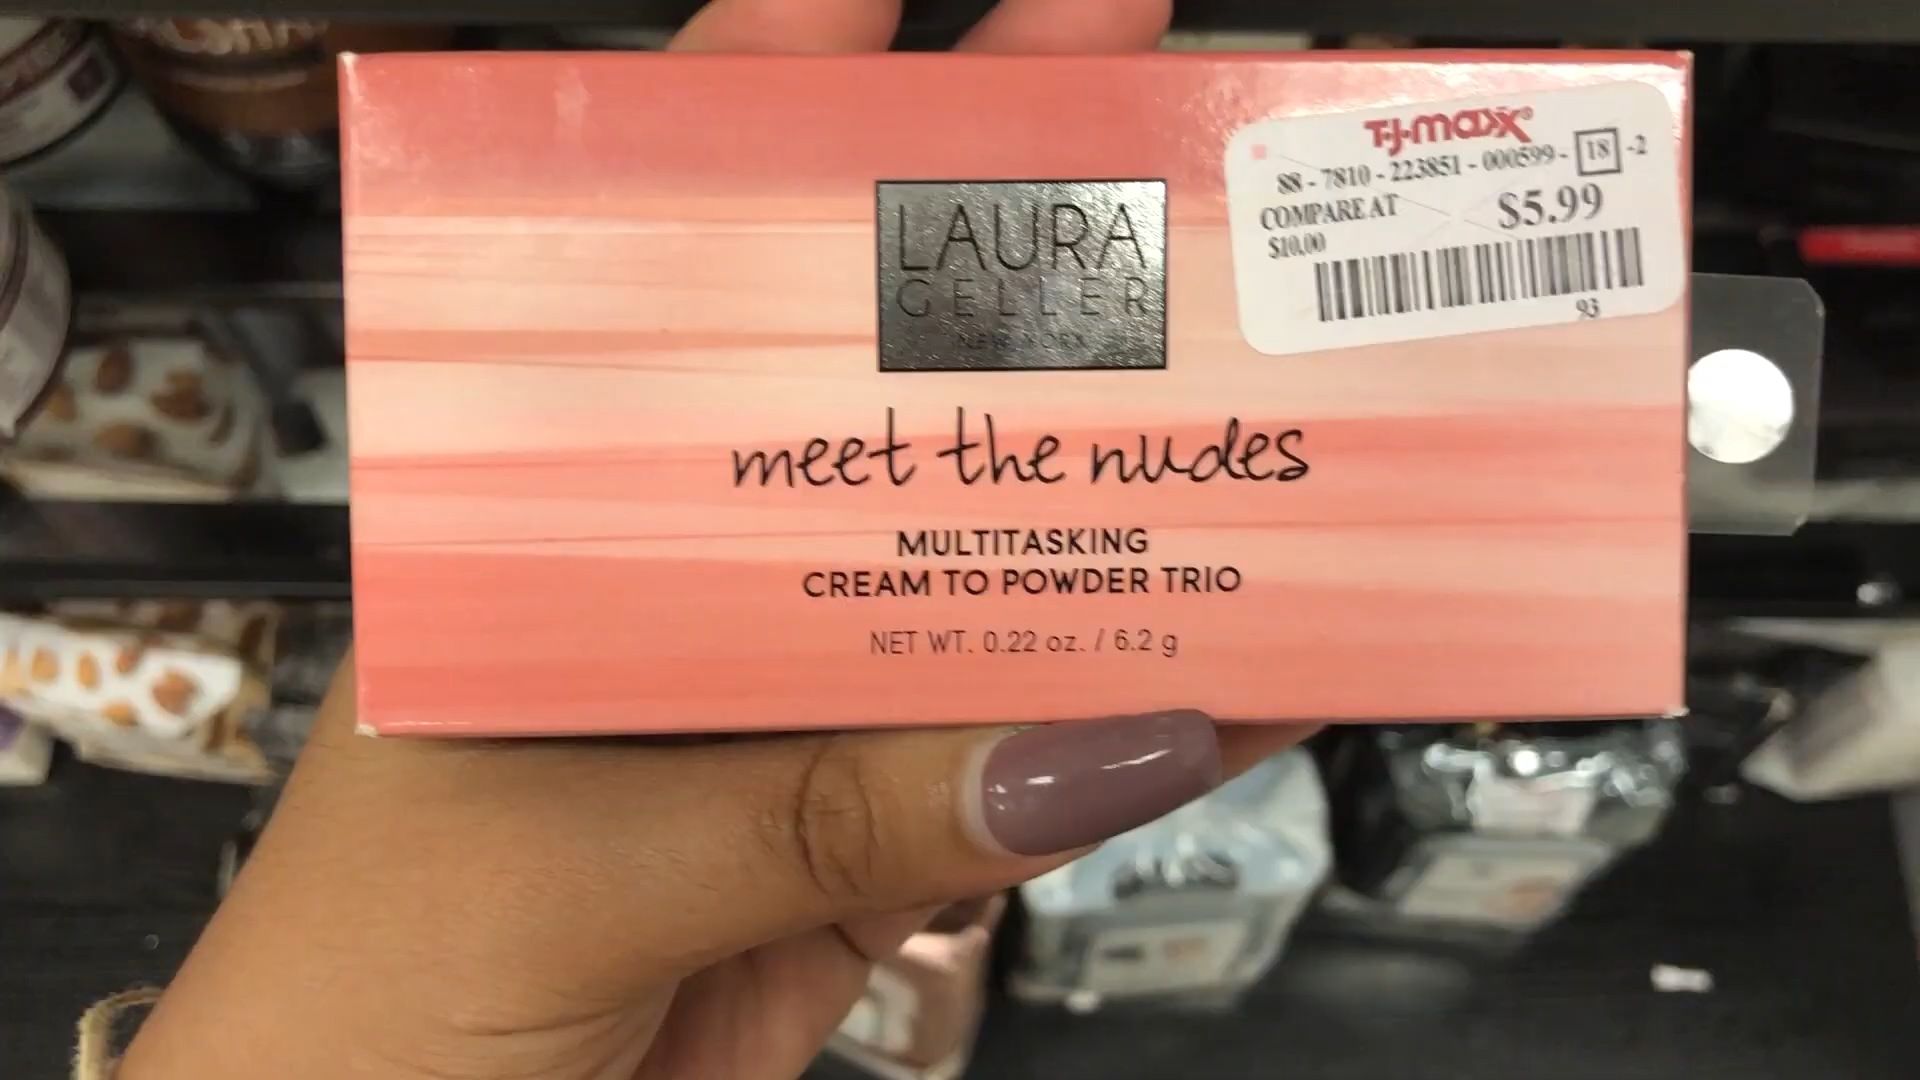 T·J·maxx®
88 - 7810 - 223851 - 000599 - 18 -2
COMPARE AT $5.99
$10.00
93
LAURA
GELLER
NEW YORK
meet the nudes
MULTITASKING
CREAM TO POWDER TRIO
NET WT. 0.22 oz. / 6.2 g